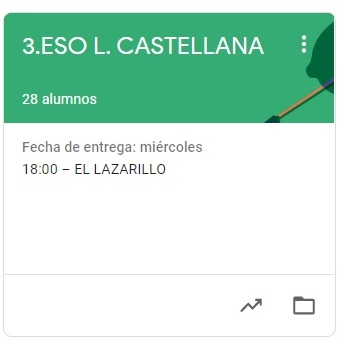 3.ESO L. CASTELLANA
28 alumnos
Fecha de entrega: miércoles
18:00 – EL LAZARILLO